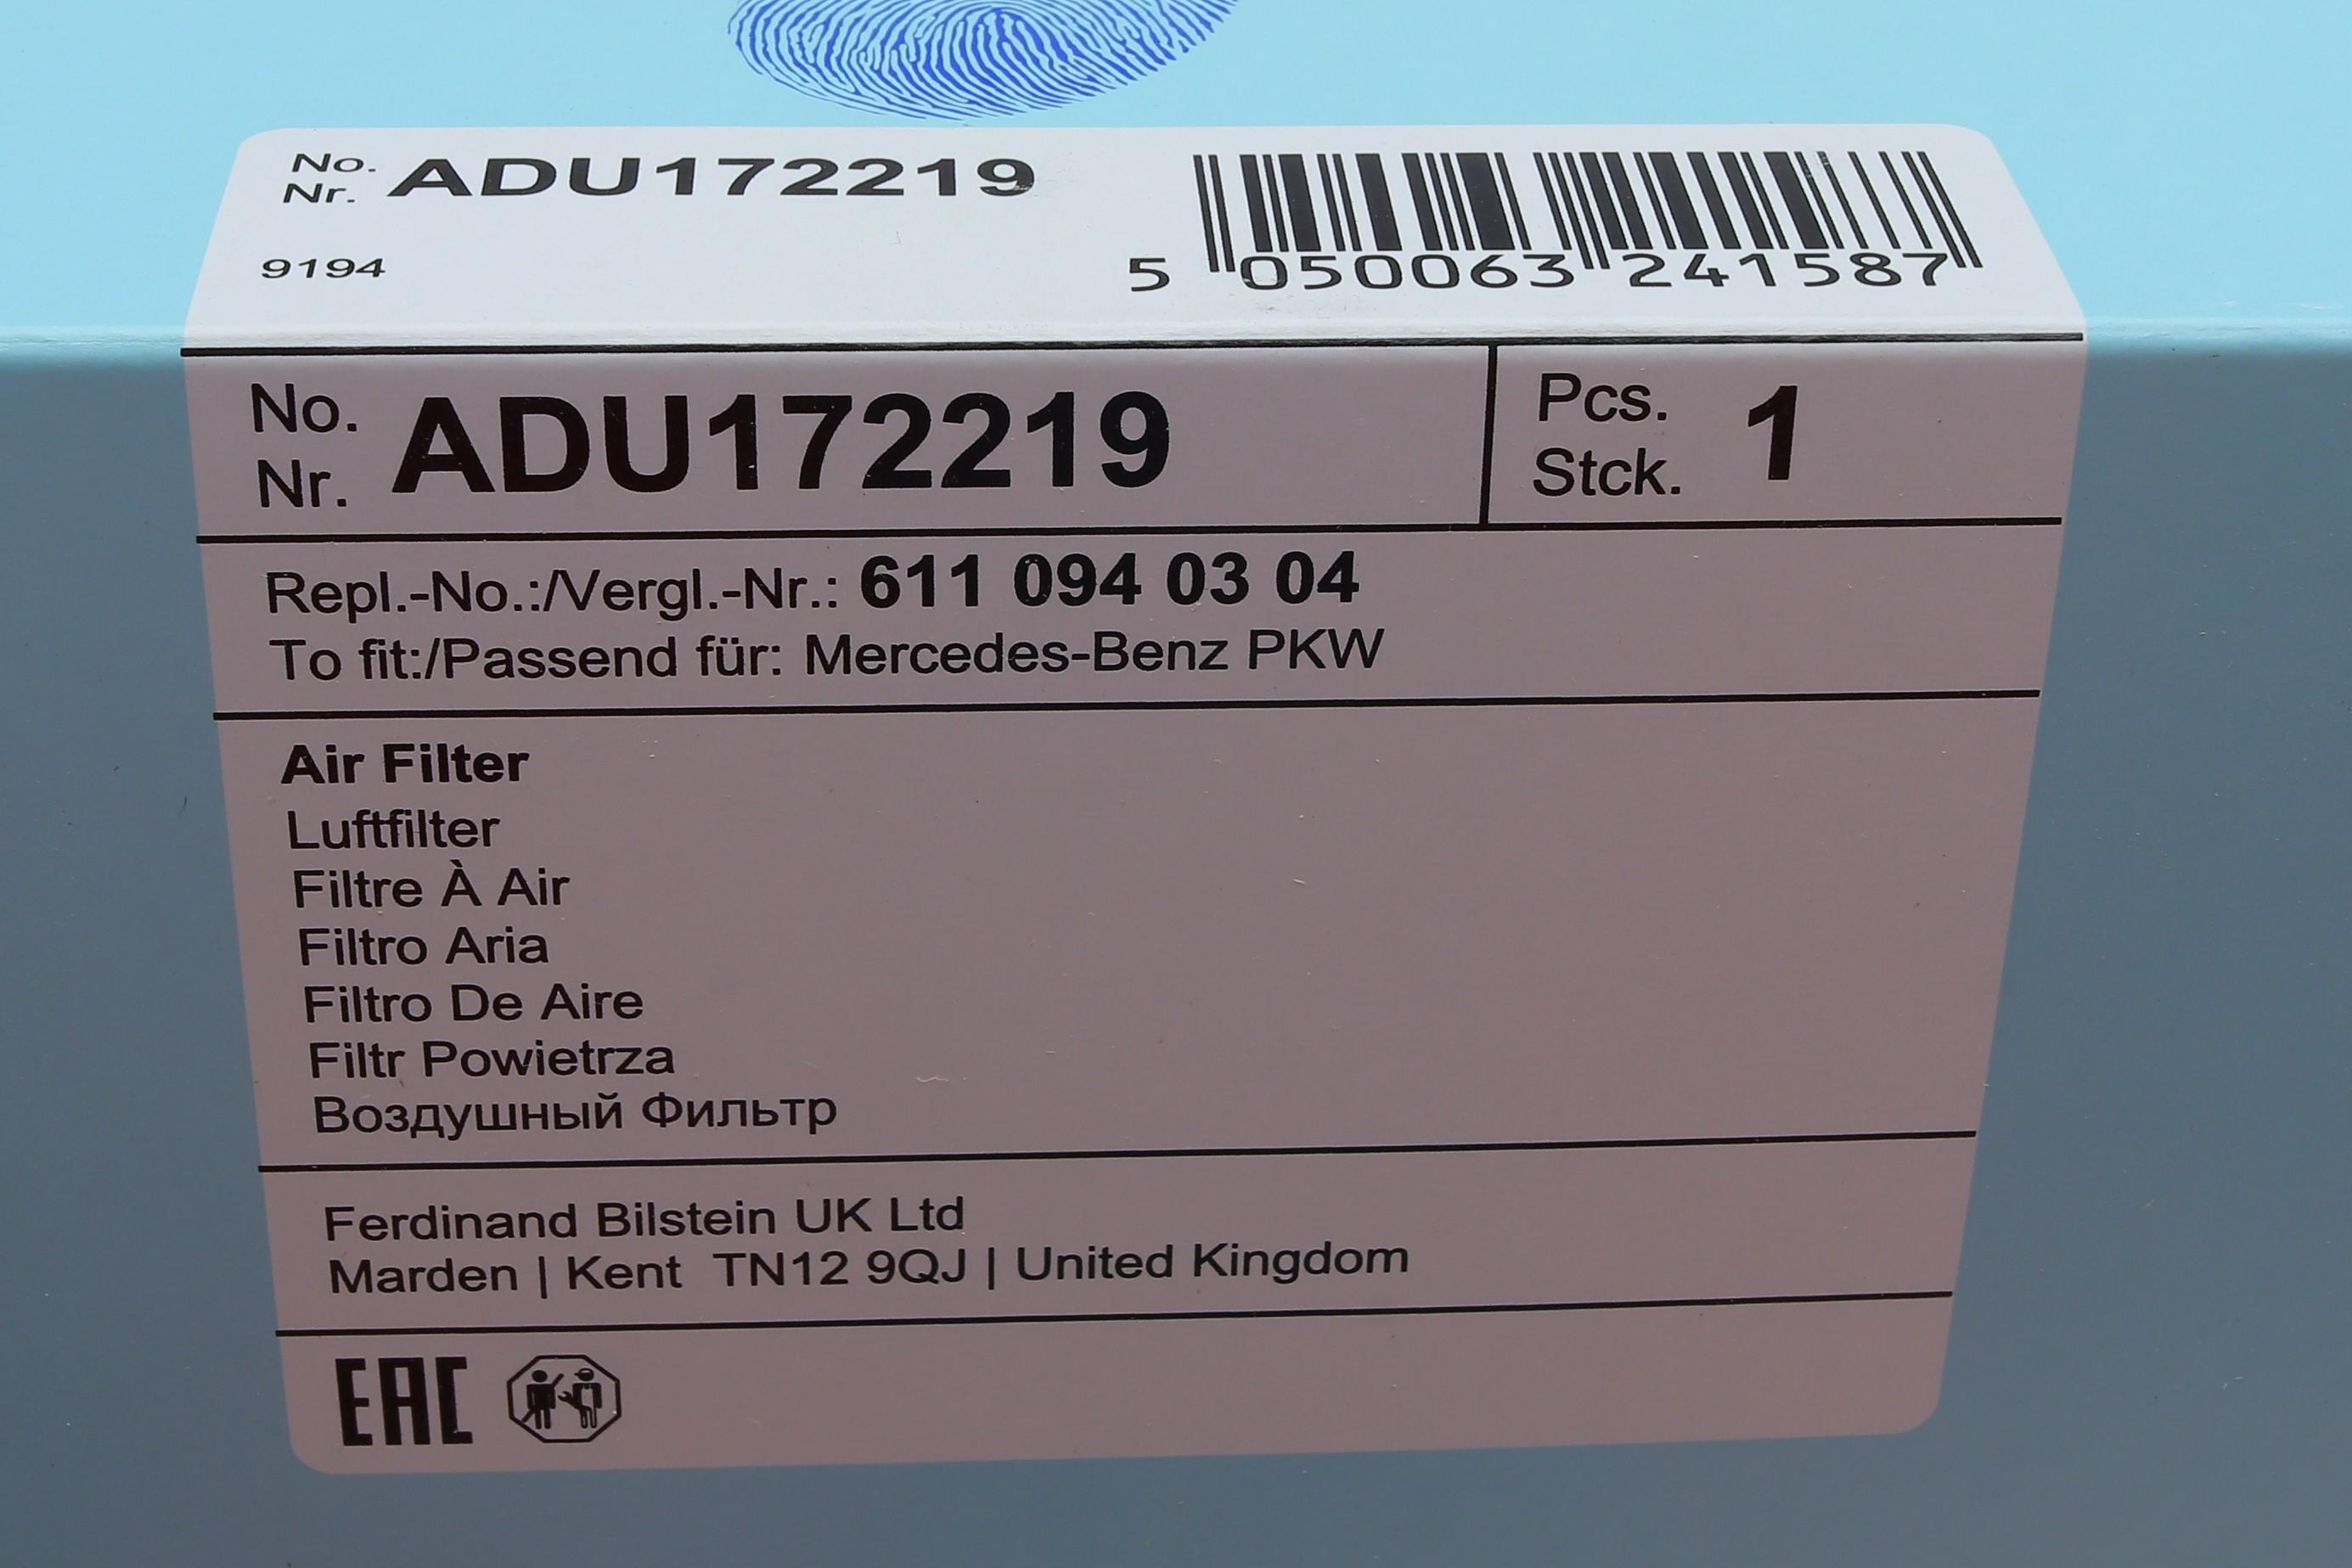 No.
Nr. ADU172219
9194
5 050063 241587
No.
Nr. ADU172219
Pcs.
Stck. 1
Repl.-No.:/Vergl.-Nr.: 611 094 03 04
To fit:/Passend für: Mercedes-Benz PKW
Air Filter
Luftfilter
Filtre À Air
Filtro Aria
Filtro De Aire
Filtr Powietrza
Воздушный Фильтр
Ferdinand Bilstein UK Ltd
Marden | Kent TN12 9QJ | United Kingdom
EAC